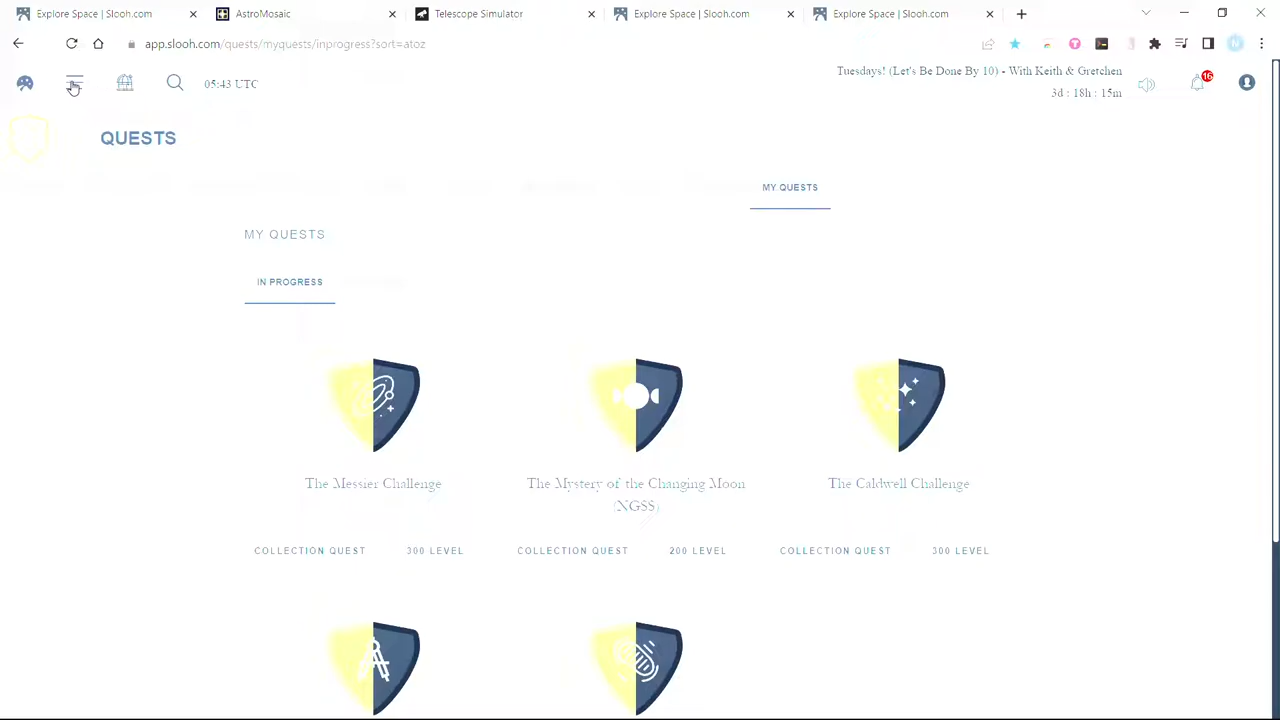 Explore Space | Slooh.com
AstroMosaic
Telescope Simulator
Explore Space | Slooh.com
Explore Space | Slooh.com
app.slooh.com/quests/myquests/inprogress?sort=atoz
05:43 UTC
Tuesdays! (Let's Be Done By 10) - With Keith & Gretchen
3d : 18h : 15m
16
QUESTS
MY QUESTS
MY QUESTS
IN PROGRESS
The Messier Challenge
The Mystery of the Changing Moon
(NGSS)
The Caldwell Challenge
COLLECTION QUEST 300 LEVEL
COLLECTION QUEST 200 LEVEL
COLLECTION QUEST 300 LEVEL